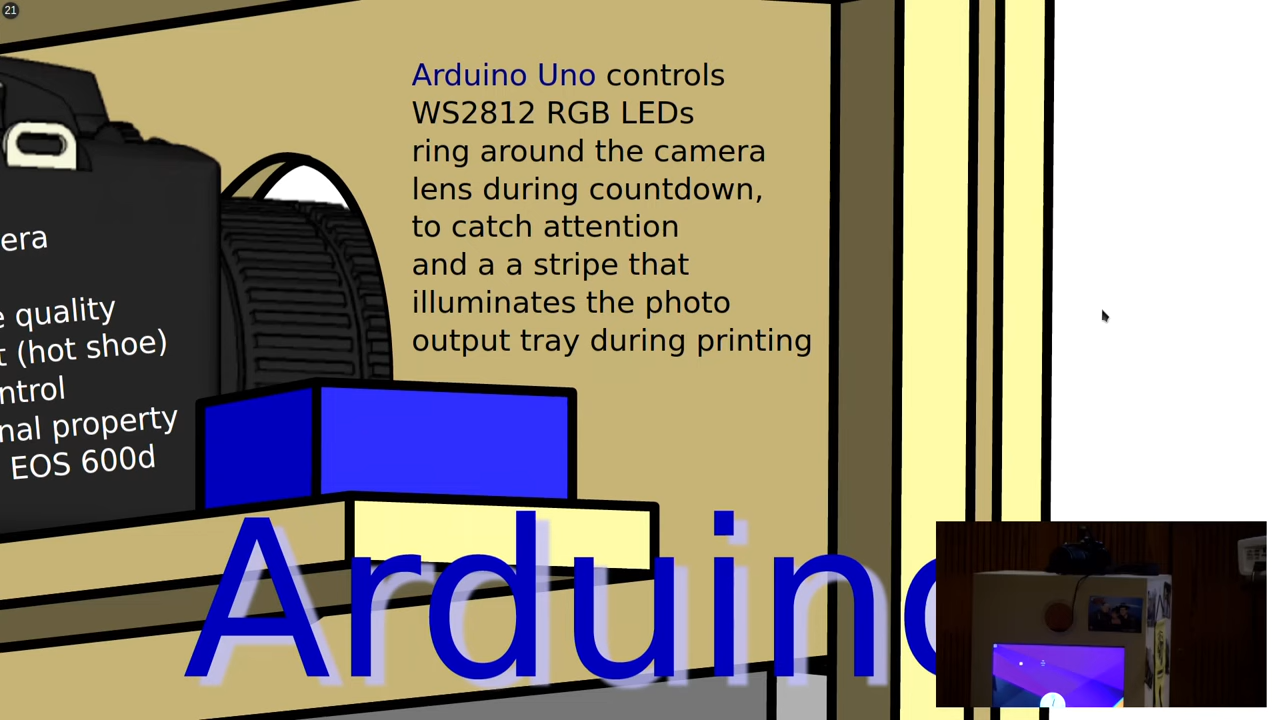 21
Arduino Uno controls
WS2812 RGB LEDs
ring around the camera
lens during countdown,
to catch attention
and a a stripe that
illuminates the photo
output tray during printing
era
quality
t (hot shoe)
ntrol
nal property
EOS 600d
Arduino